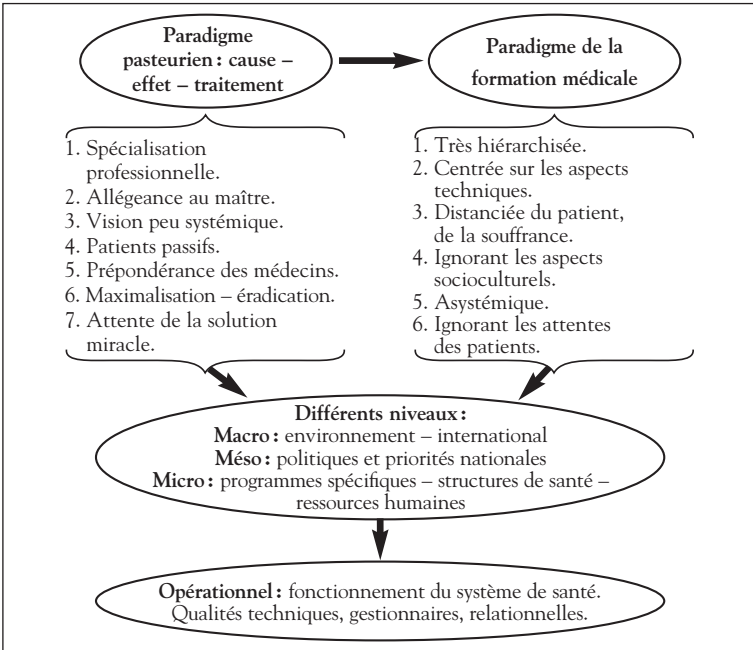 Paradigme
pasteurien : cause –
effet – traitement
Paradigme de la
formation médicale
1. Spécialisation
professionnelle.
2. Allégeance au maître.
3. Vision peu systémique.
4. Patients passifs.
5. Prépondérance des médecins.
6. Maximalisation – éradication.
7. Attente de la solution
miracle.
1. Très hiérarchisée.
2. Centrée sur les aspects
techniques.
3. Distanciée du patient,
de la souffrance.
4. Ignorant les aspects
socioculturels.
5. Asystémique.
6. Ignorant les attentes
des patients.
Différents niveaux :
Macro : environnement – international
Méso : politiques et priorités nationales
Micro : programmes spécifiques – structures de santé –
ressources humaines
Opérationnel : fonctionnement du système de santé.
Qualités techniques, gestionnaires, relationnelles.